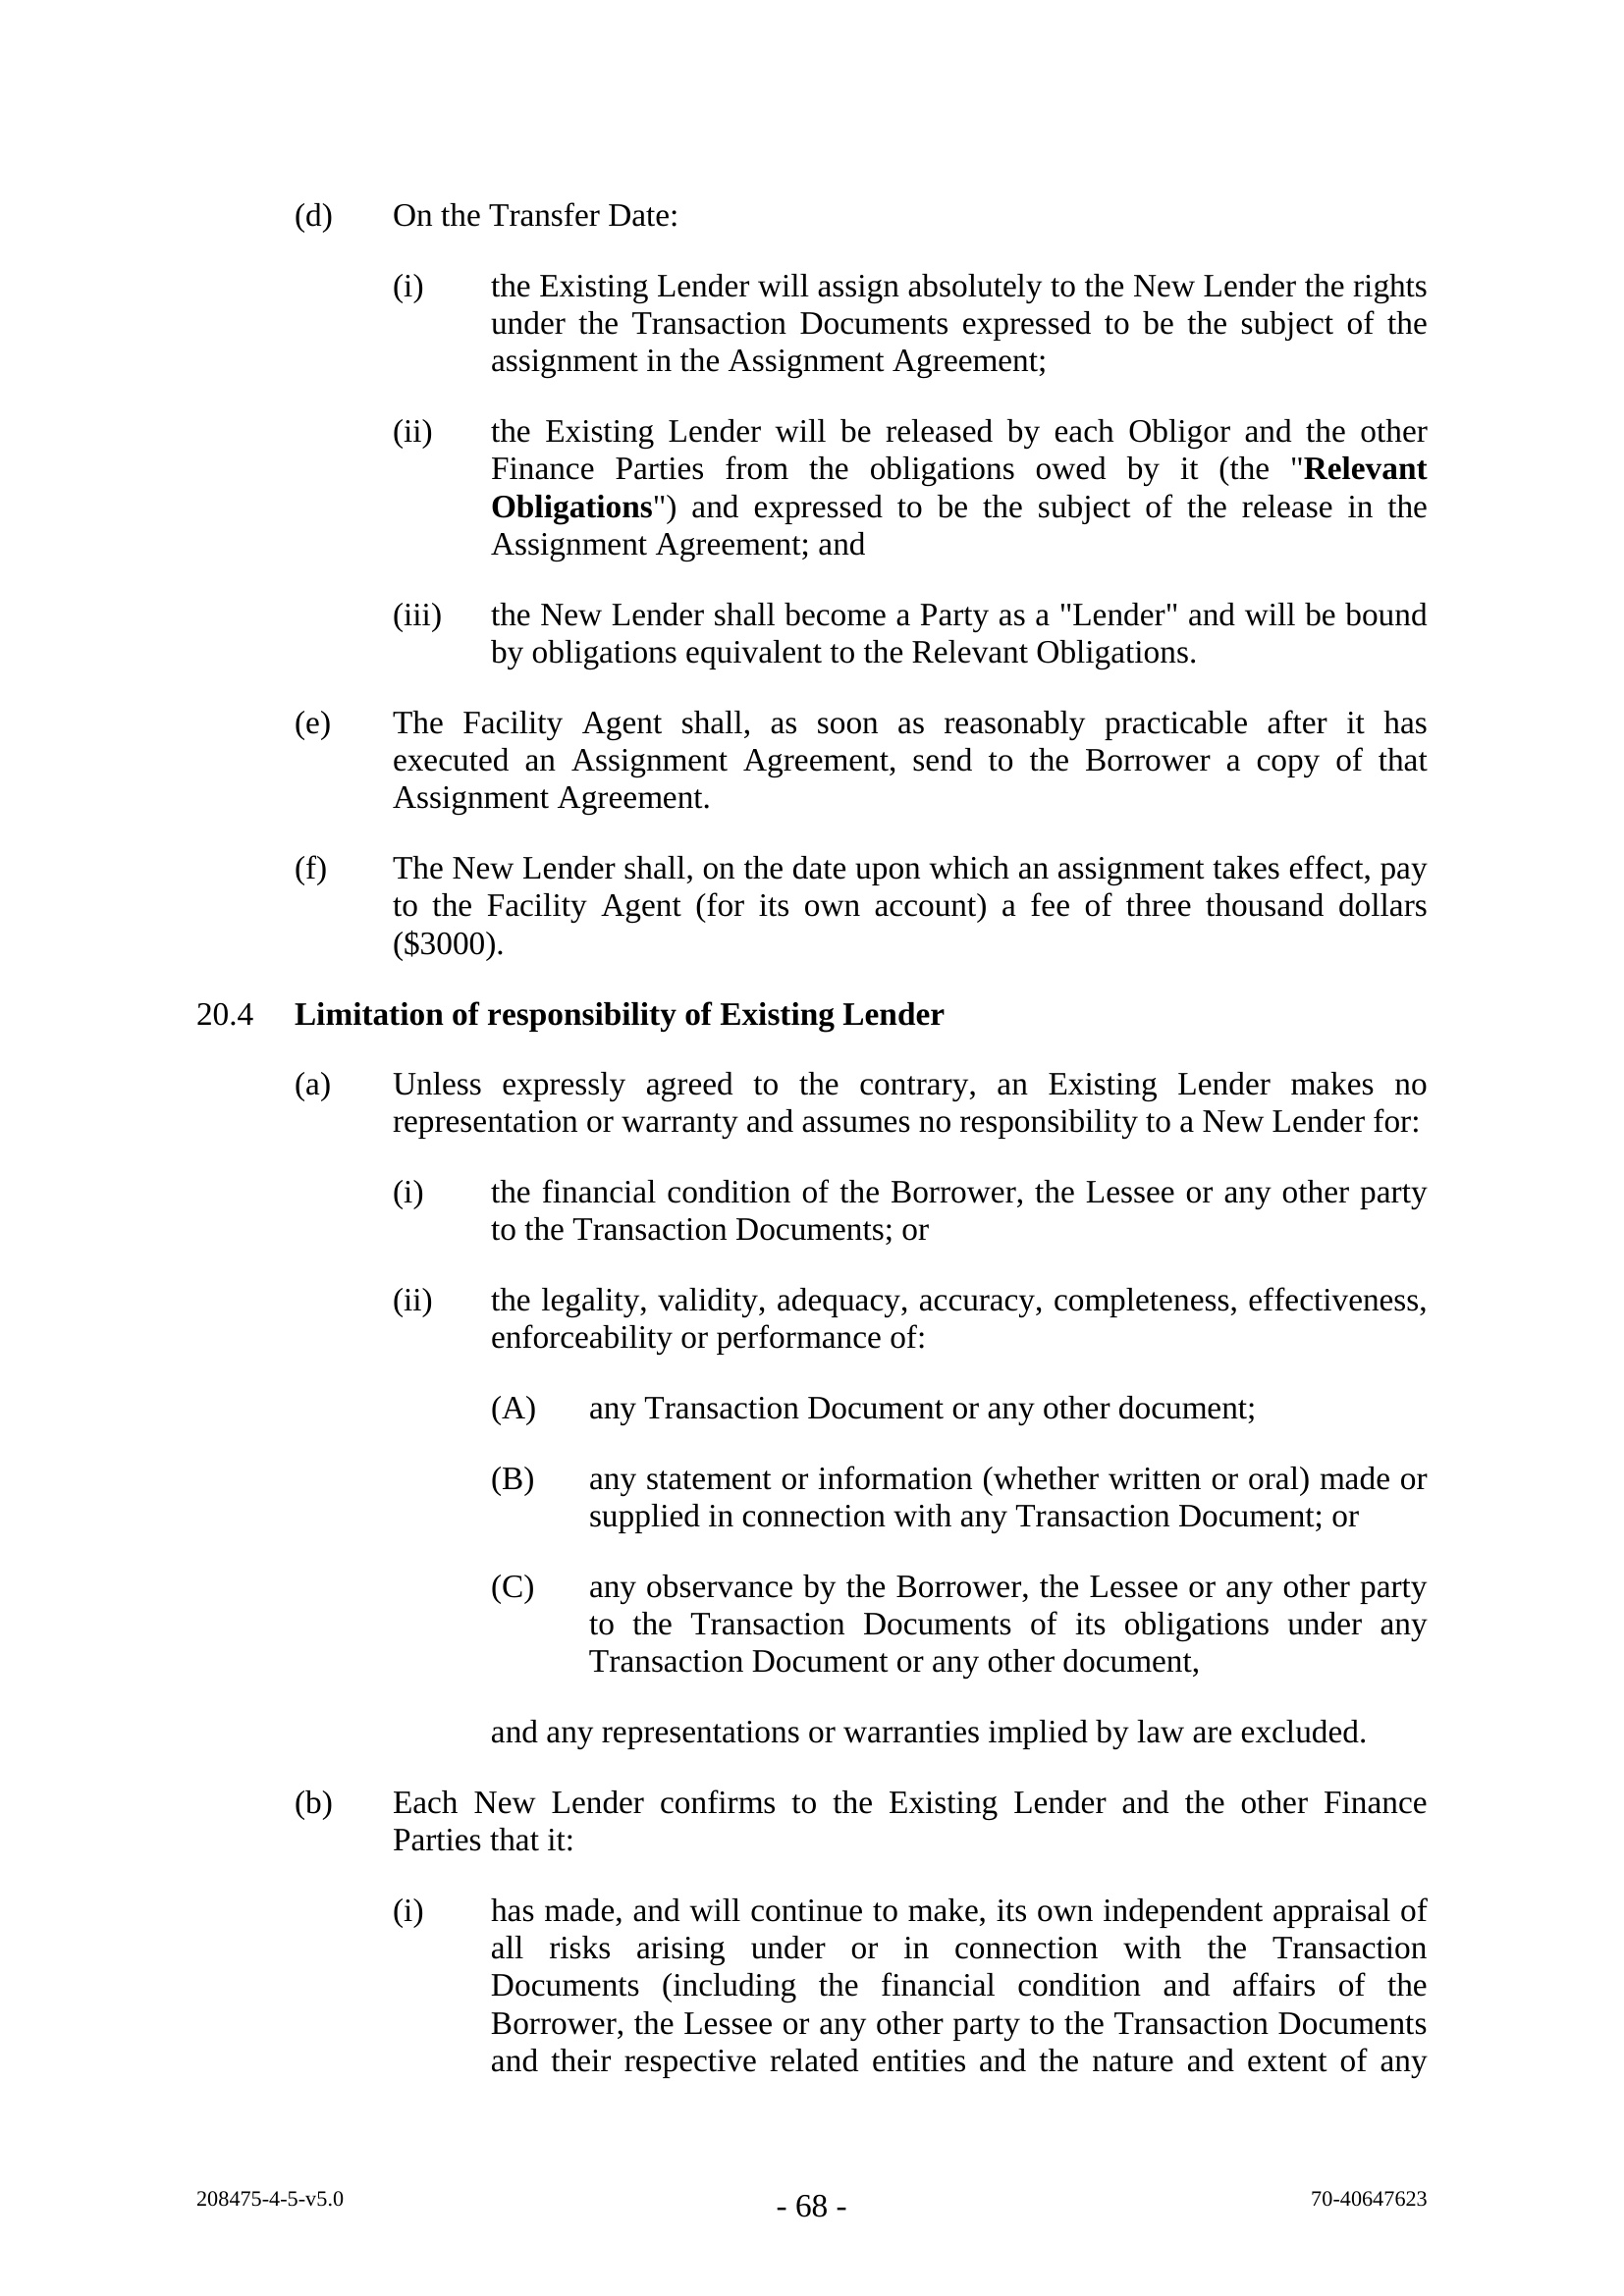 (d) On the Transfer Date:
(i) the Existing Lender will assign absolutely to the New Lender the rights
under the Transaction Documents expressed to be the subject of the
assignment in the Assignment Agreement;
(ii) the Existing Lender will be released by each Obligor and the other
Finance Parties from the obligations owed by it (the "Relevant
Obligations") and expressed to be the subject of the release in the
Assignment Agreement; and
(iii) the New Lender shall become a Party as a "Lender" and will be bound
by obligations equivalent to the Relevant Obligations.
(e) The Facility Agent shall, as soon as reasonably practicable after it has
executed an Assignment Agreement, send to the Borrower a copy of that
Assignment Agreement.
(f) The New Lender shall, on the date upon which an assignment takes effect, pay
to the Facility Agent (for its own account) a fee of three thousand dollars
($3000).
20.4 Limitation of responsibility of Existing Lender
(a) Unless expressly agreed to the contrary, an Existing Lender makes no
representation or warranty and assumes no responsibility to a New Lender for:
(i) the financial condition of the Borrower, the Lessee or any other party
to the Transaction Documents; or
(ii) the legality, validity, adequacy, accuracy, completeness, effectiveness,
enforceability or performance of:
(A) any Transaction Document or any other document;
(B) any statement or information (whether written or oral) made or
supplied in connection with any Transaction Document; or
(C) any observance by the Borrower, the Lessee or any other party
to the Transaction Documents of its obligations under any
Transaction Document or any other document,
and any representations or warranties implied by law are excluded.
(b) Each New Lender confirms to the Existing Lender and the other Finance
Parties that it:
(i) has made, and will continue to make, its own independent appraisal of
all risks arising under or in connection with the Transaction
Documents (including the financial condition and affairs of the
Borrower, the Lessee or any other party to the Transaction Documents
and their respective related entities and the nature and extent of any
208475-4-5-v5.0 - 68 - 70-40647623